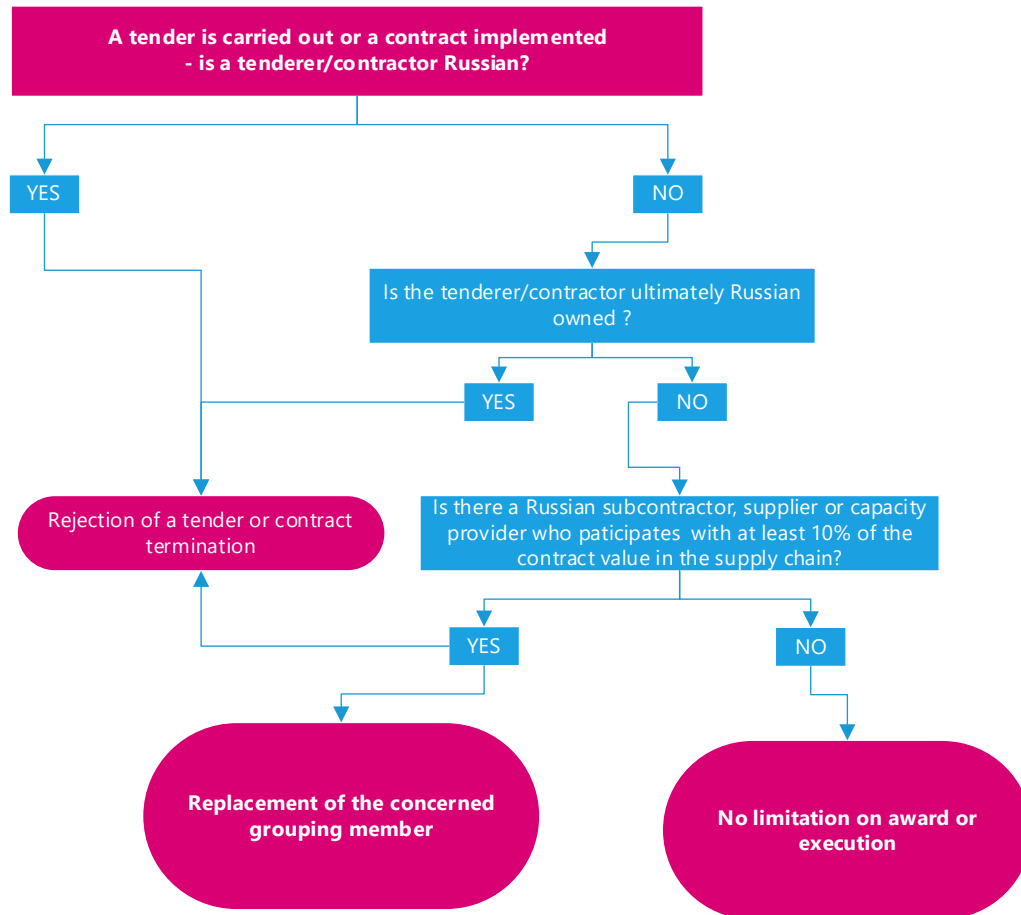 A tender is carried out or a contract implemented
- is a tenderer/contractor Russian?
YES
NO
Is the tenderer/contractor ultimately Russian
owned ?
YES
NO
Is there a Russian subcontractor, supplier or capacity
provider who paticipates with at least 10% of the
contract value in the supply chain?
Rejection of a tender or contract
termination
YES
NO
Replacement of the concerned
grouping member
No limitation on award or
execution